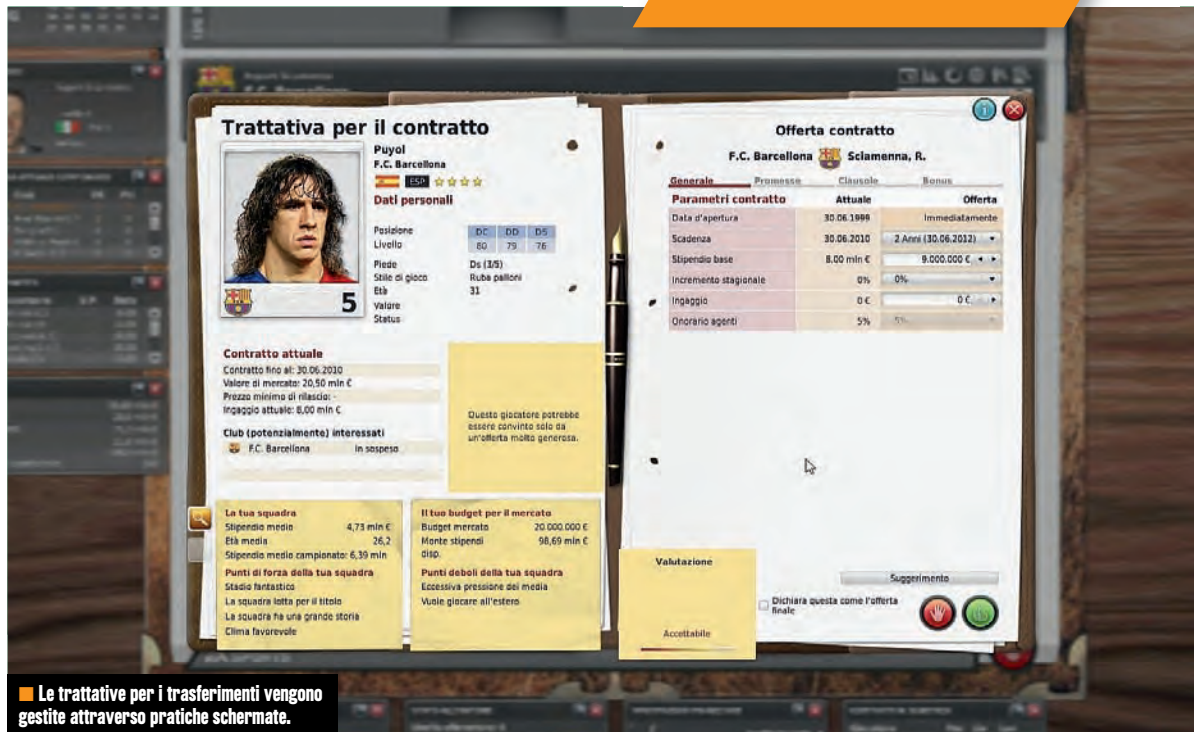 Trattativa per il contratto
Puyol
F.C. Barcellona
ESP
Dati personali
Posizione DC DD DS
Livello 80 79 76
Piede Ds (3/5)
Stile di gioco Ruba palloni
Età 31
Valore
Status
5
Contratto attuale
Contratto fino al: 30.06.2010
Valore di mercato: 20,50 mln €
Prezzo minimo di rilascio: -
Ingaggio attuale: 8,00 mln €
Club (potenzialmente) interessati
F.C. Barcellona In sospeso
Questo giocatore potrebbe
essere convinto solo da
un'offerta molto generosa.
La tua squadra
Stipendio medio 4,73 mln €
Età media 26,2
Stipendio medio campionato: 6,39 mln
Punti di forza della tua squadra
Stadio fantastico
La squadra lotta per il titolo
La squadra ha una grande storia
Clima favorevole
Il tuo budget per il mercato
Budget mercato 20.000.000 €
Monte stipendi 98,69 mln €
disp.
Punti deboli della tua squadra
Eccessiva pressione dei media
Vuole giocare all'estero
Offerta contratto
F.C. Barcellona Sciamenna, R.
Generale Promesse Clausole Bonus
Parametri contratto Attuale Offerta
Data d'apertura 30.06.1999 Immediatamente
Scadenza 30.06.2010 2 Anni (30.06.2012)
Stipendio base 8.00 mln € 9.000.000 €
Incremento stagionale 0% 0%
Ingaggio 0 € 0 €
Onorario agenti 5% 5%
Valutazione
Accettabile
Suggerimento
Dichiara questa come l'offerta
finale
F.C. Barcellona
Le trattative per i trasferimenti vengono
gestite attraverso pratiche schermate.